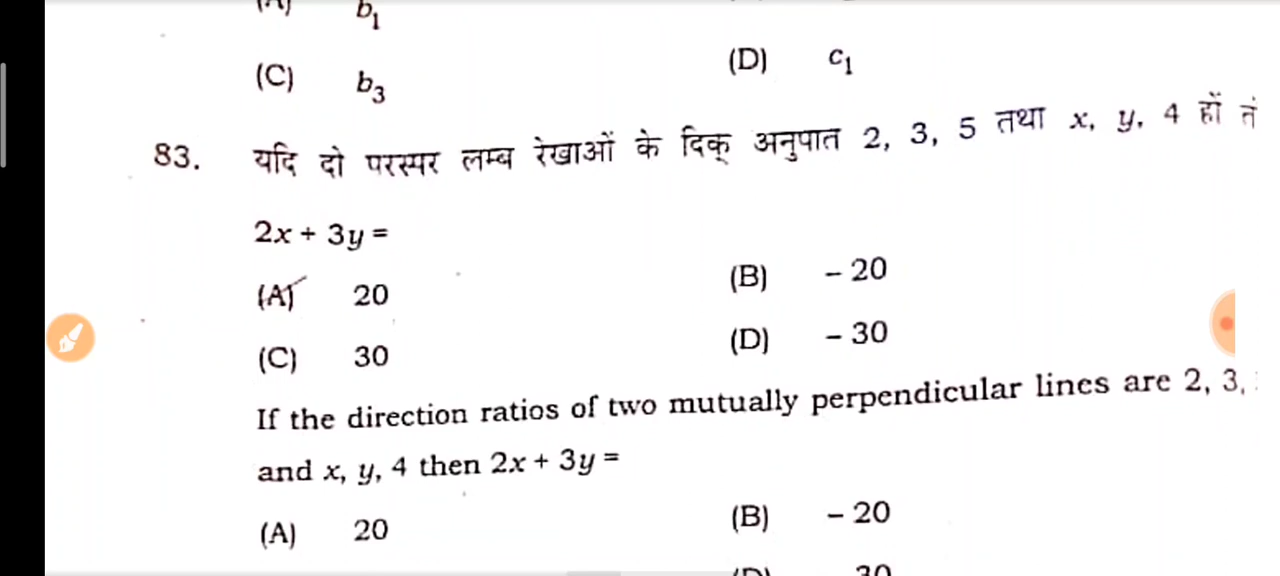 (A) b₁
(C) b₃ (D) c₁
83. यदि दो परस्पर लम्ब रेखाओं के दिक् अनुपात 2, 3, 5 तथा x, y, 4 हों
2x + 3y =
(A) 20 (B) – 20
(C) 30 (D) – 30
If the direction ratios of two mutually perpendicular lines are 2, 3,
and x, y, 4 then 2x + 3y =
(A) 20 (B) – 20
(D) 30